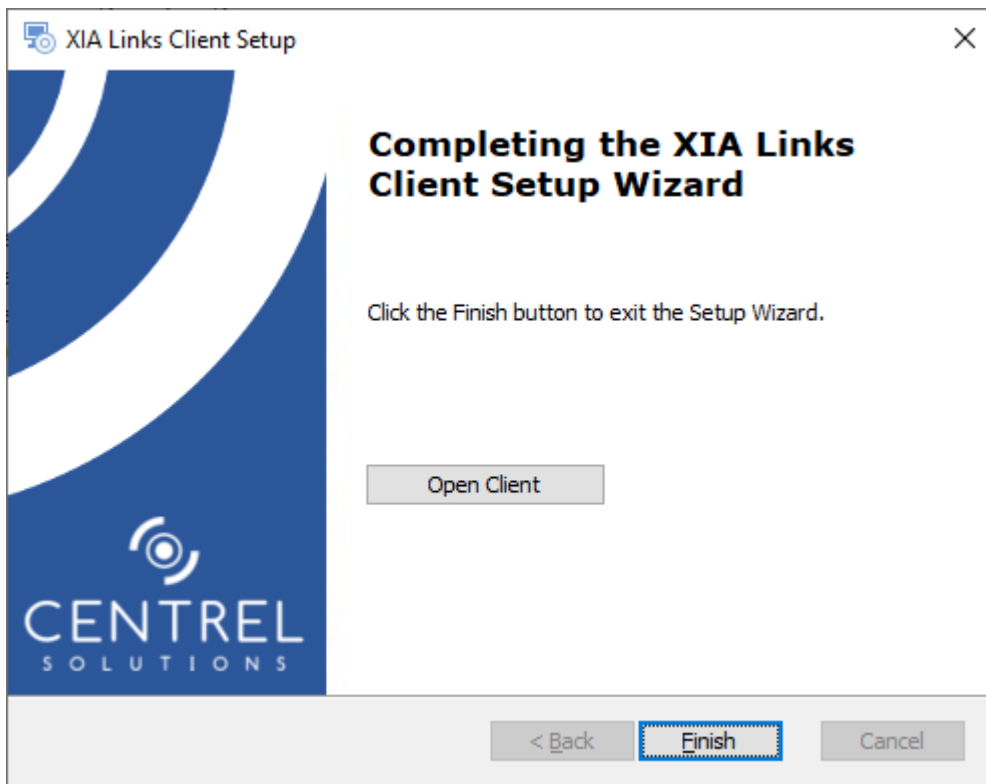 XIA Links Client Setup
Completing the XIA Links
Client Setup Wizard
Click the Finish button to exit the Setup Wizard.
Open Client
CENTREL
SOLUTIONS
< Back
Finish
Cancel